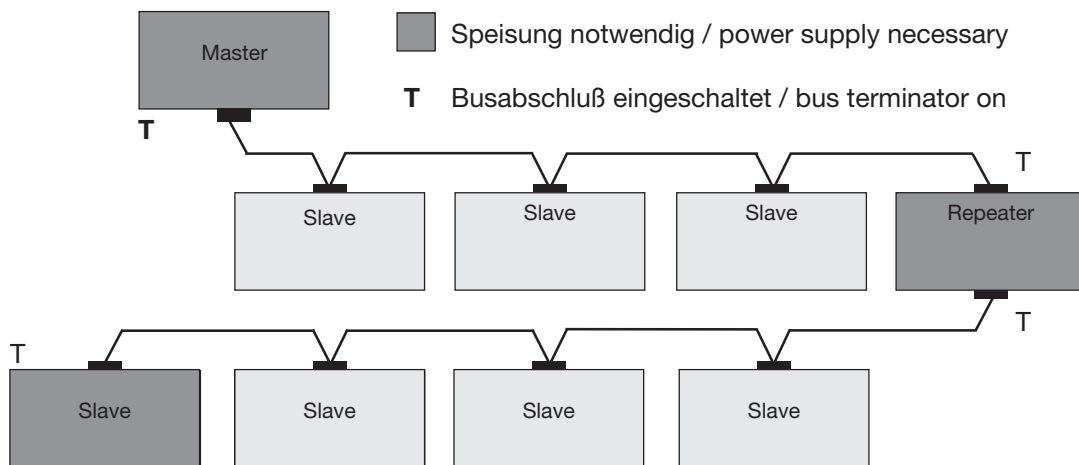 Master
Speisung notwendig / power supply necessary
T Busabschluß eingeschaltet / bus terminator on
T
T
Slave
Slave
Slave
Repeater
T
T
Slave
Slave
Slave
Slave